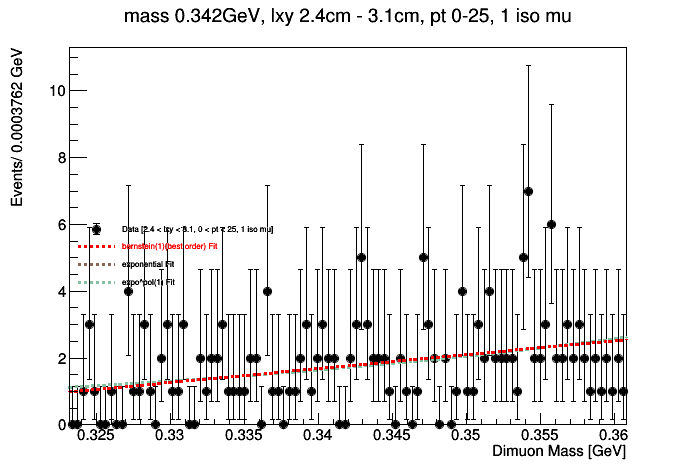 mass 0.342GeV, lxy 2.4cm - 3.1cm, pt 0-25, 1 iso mu
Events/ 0.0003762 GeV
10
8
6
4
2
0
Data [2.4 < lxy < 3.1, 0 < pt < 25, 1 iso mu]
bernstein(1)(best order) Fit
exponential Fit
expo*pol(1) Fit
0.325 0.33 0.335 0.34 0.345 0.35 0.355 0.36
Dimuon Mass [GeV]